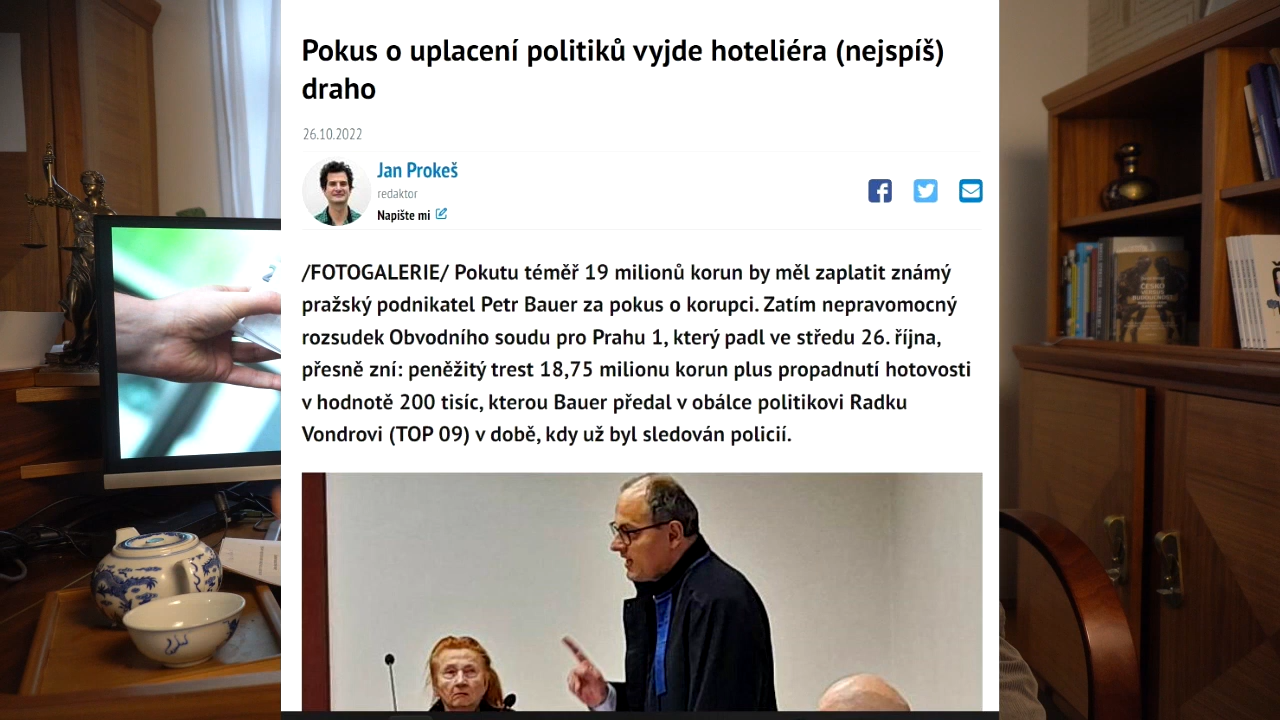 Pokus o uplacení politiků vyjde hoteliéra (nejspíš)
draho
26.10.2022
Jan Prokeš
redaktor
Napište mi
/FOTOGALERIE/ Pokutu téměř 19 milionů korun by měl zaplatit známý
pražský podnikatel Petr Bauer za pokus o korupci. Zatím nepravomocný
rozsudek Obvodního soudu pro Prahu 1, který padl ve středu 26. října,
přesně zní: peněžitý trest 18,75 milionu korun plus propadnutí hotovosti
v hodnotě 200 tisíc, kterou Bauer předal v obálce politikovi Radku
Vondrovi (TOP 09) v době, kdy už byl sledován policií.